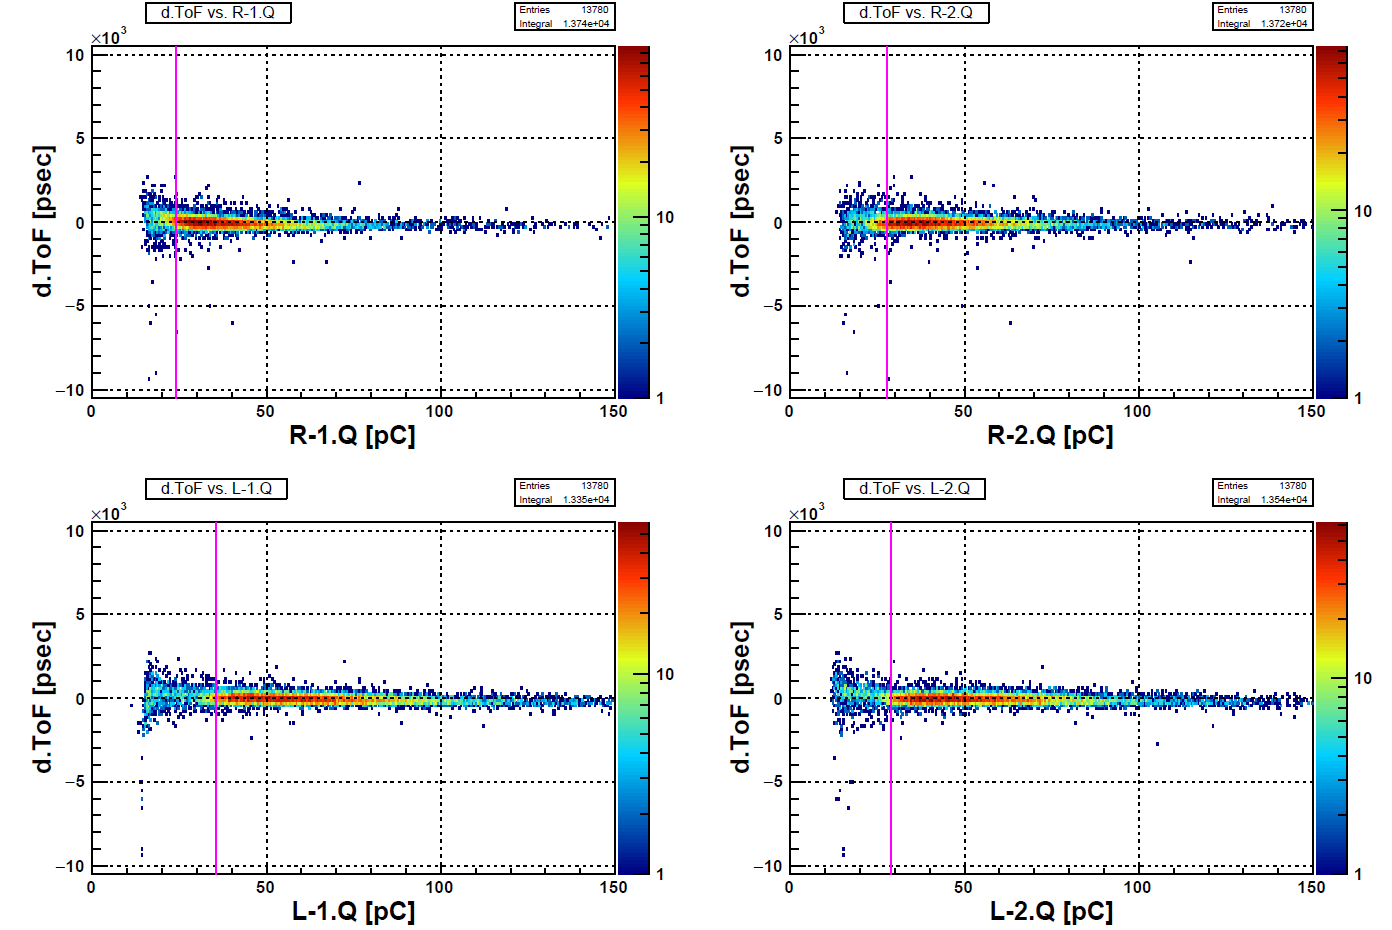 d.ToF vs. R-1.Q
Entries 13780
Integral 1.374e+04
×10³
10
5
0
−5
−10
d.ToF [psec]
0 50 100 150
R-1.Q [pC]
10
1
d.ToF vs. R-2.Q
Entries 13780
Integral 1.372e+04
×10³
10
5
0
−5
−10
d.ToF [psec]
0 50 100 150
R-2.Q [pC]
10
1
d.ToF vs. L-1.Q
Entries 13780
Integral 1.335e+04
×10³
10
5
0
−5
−10
d.ToF [psec]
0 50 100 150
L-1.Q [pC]
10
1
d.ToF vs. L-2.Q
Entries 13780
Integral 1.354e+04
×10³
10
5
0
−5
−10
d.ToF [psec]
0 50 100 150
L-2.Q [pC]
10
1